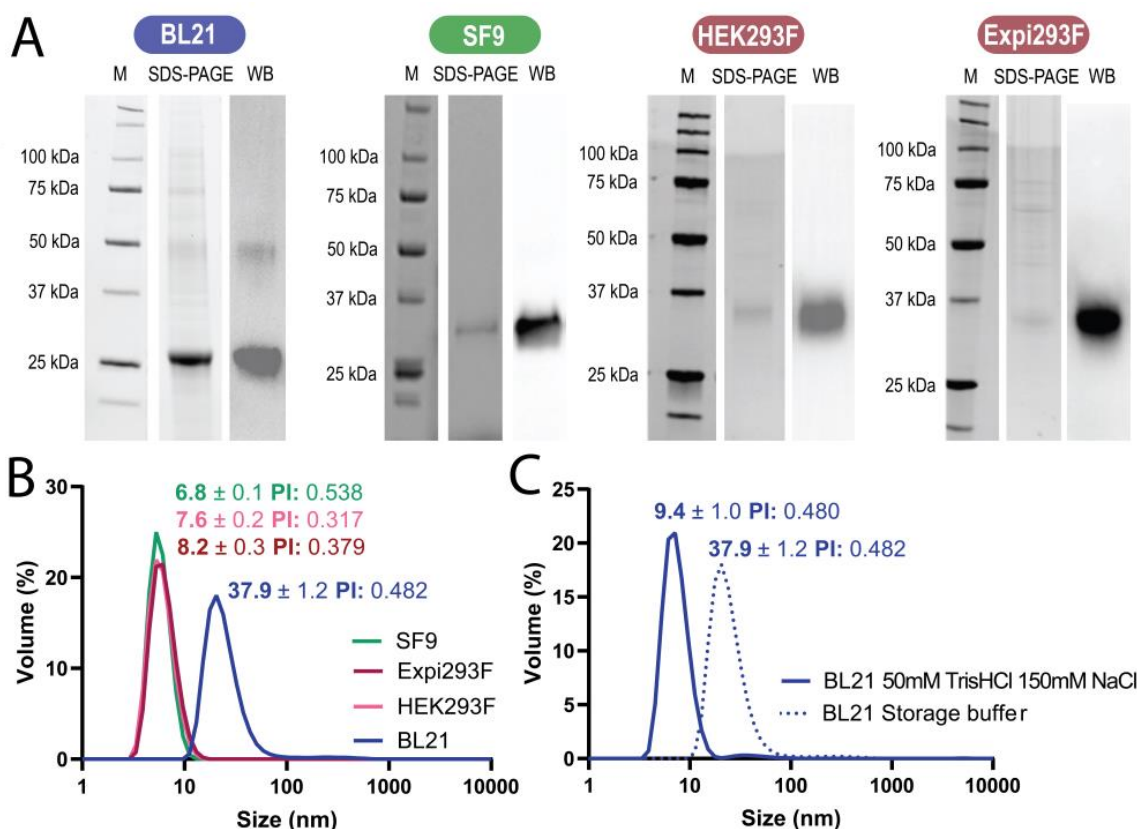 A
BL21
SF9
HEK293F
Expi293F
M SDS-PAGE WB
M SDS-PAGE WB
M SDS-PAGE WB
M SDS-PAGE WB
100 kDa
75 kDa
50 kDa
37 kDa
25 kDa
100 kDa
75 kDa
50 kDa
37 kDa
25 kDa
100 kDa
75 kDa
50 kDa
37 kDa
25 kDa
100 kDa
75 kDa
50 kDa
37 kDa
25 kDa
B
6.8 ± 0.1 PI: 0.538
7.6 ± 0.2 PI: 0.317
8.2 ± 0.3 PI: 0.379
37.9 ± 1.2 PI: 0.482
SF9
Expi293F
HEK293F
BL21
Volume (%)
30
20
10
0
1 10 100 1000 10000
Size (nm)
C
9.4 ± 1.0 PI: 0.480
37.9 ± 1.2 PI: 0.482
BL21 50mM TrisHCl 150mM NaCl
BL21 Storage buffer
Volume (%)
25
20
15
10
5
0
1 10 100 1000 10000
Size (nm)